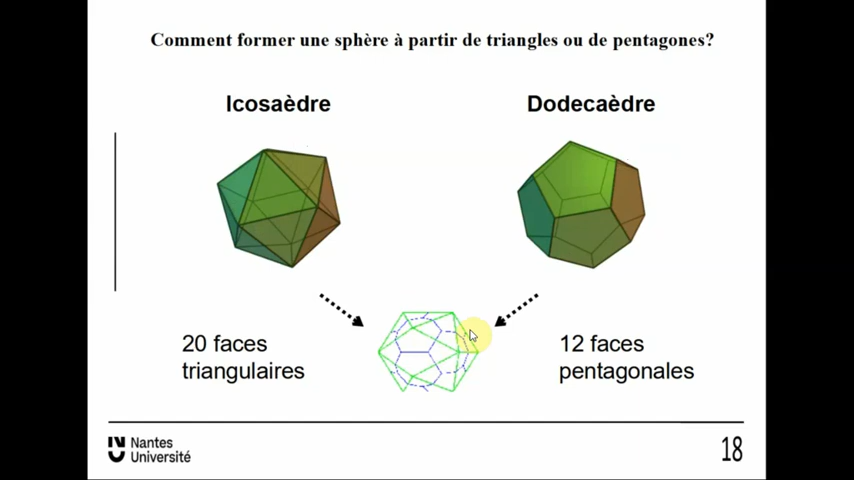 Comment former une sphère à partir de triangles ou de pentagones?
Icosaèdre
Dodecaèdre
20 faces
triangulaires
12 faces
pentagonales
Nantes
Université
18